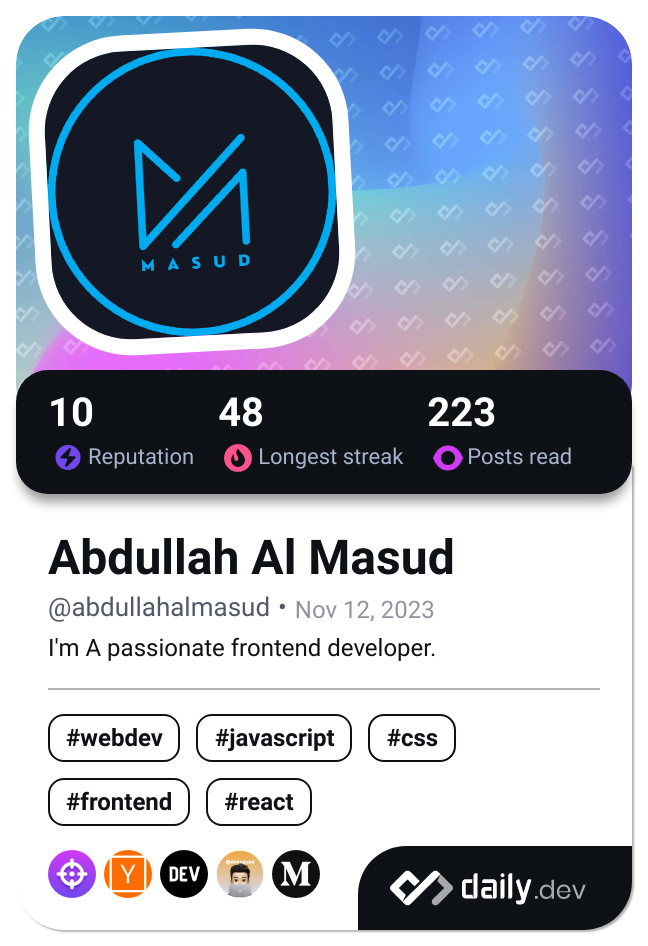 MASUD
10 48 223
Reputation Longest streak Posts read
Abdullah Al Masud
@abdullahalmasud • Nov 12, 2023
I'm A passionate frontend developer.
#webdev #javascript #css
#frontend #react
Y DEV M
daily.dev